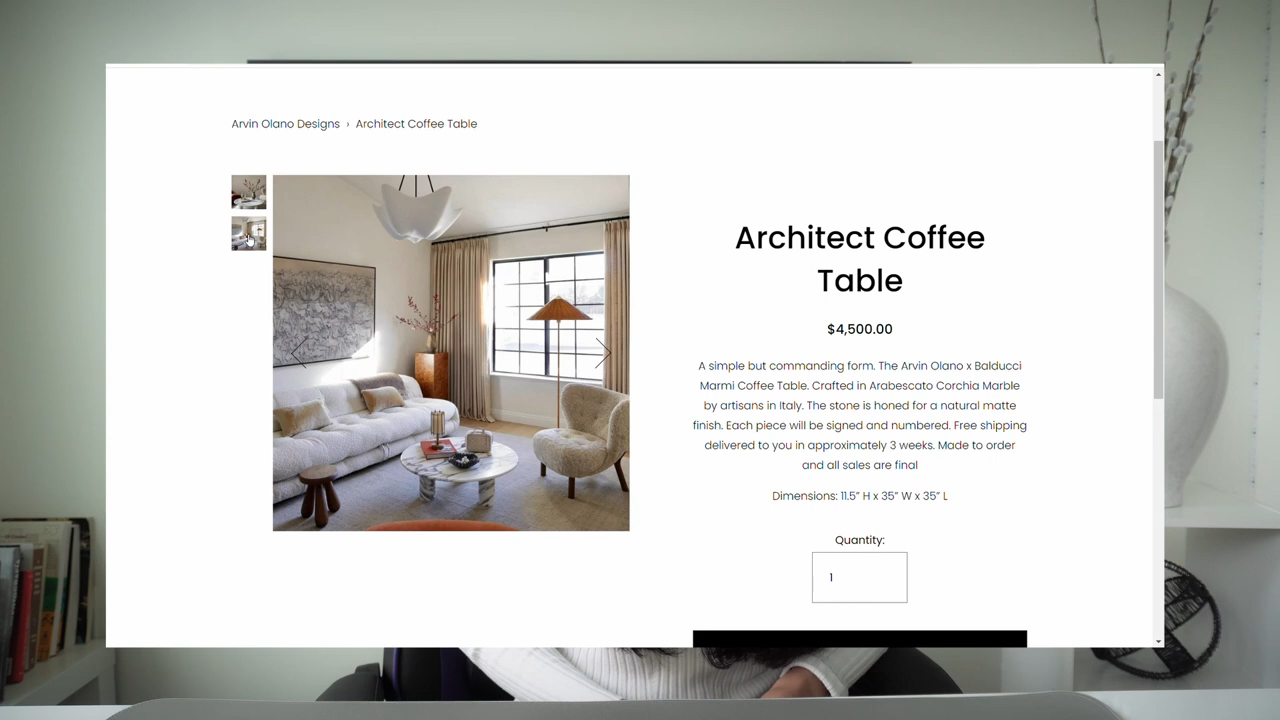 Arvin Olano Designs › Architect Coffee Table
Architect Coffee
Table
$4,500.00
A simple but commanding form. The Arvin Olano x Balducci
Marmi Coffee Table. Crafted in Arabescato Corchia Marble
by artisans in Italy. The stone is honed for a natural matte
finish. Each piece will be signed and numbered. Free shipping
delivered to you in approximately 3 weeks. Made to order
and all sales are final
Dimensions: 11.5” H x 35” W x 35” L
Quantity:
1